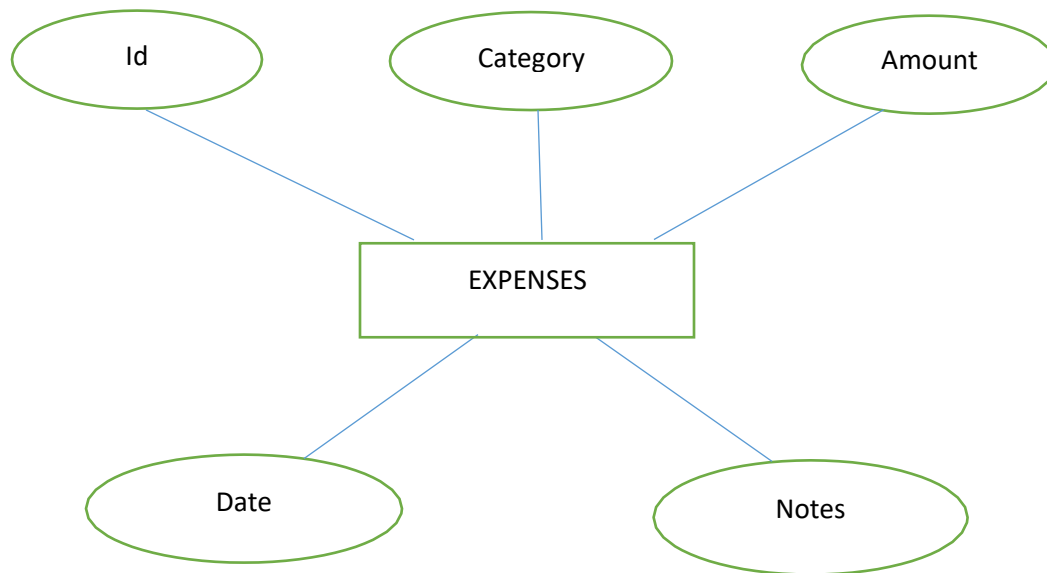 Id
Category
Amount
EXPENSES
Date
Notes